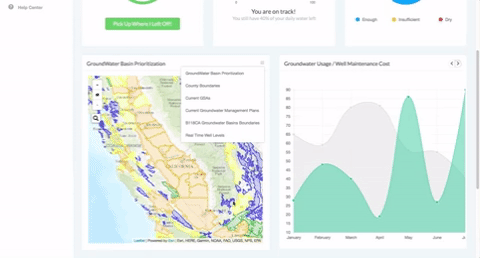 Help Center
Pick Up Where I Left Off!
You are on track!
You still have 40% of your daily water left.
Enough
Insufficient
Dry
GroundWater Basin Prioritization
GroundWater Basin Prioritization
County Boundaries
Current GSAs
Current Groundwater Management Plans
B118CA Groundwater Basins Boundaries
Real Time Well Levels
Leaflet | Powered by Esri | Esri, HERE, Garmin, NOAA, FAO, USGS, NPS, EPA
Groundwater Usage / Well Maintenance Cost
90
80
70
60
50
40
30
20
10
January
February
March
April
May
June